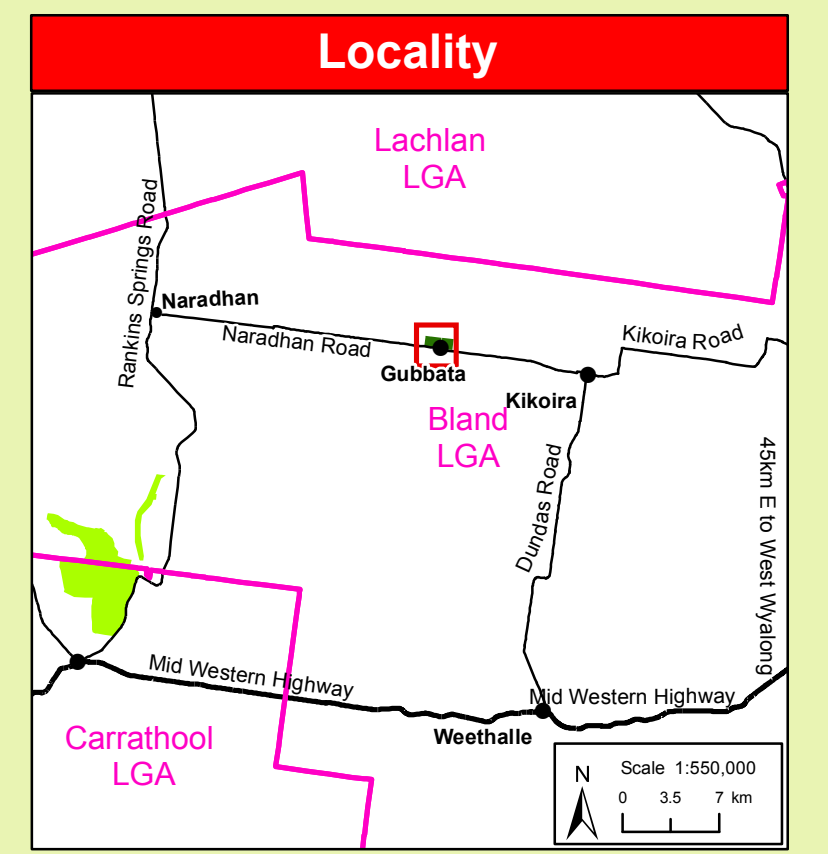 Locality
Lachlan
LGA
Rankins Springs Road
Naradhan
Naradhan Road
Kikoira Road
Gubbata
Kikoira
Bland
LGA
Dundas Road
45km E to West Wyalong
Mid Western Highway
Mid Western Highway
Weethalle
Carrathool
LGA
N
Scale 1:550,000
0 3.5 7 km